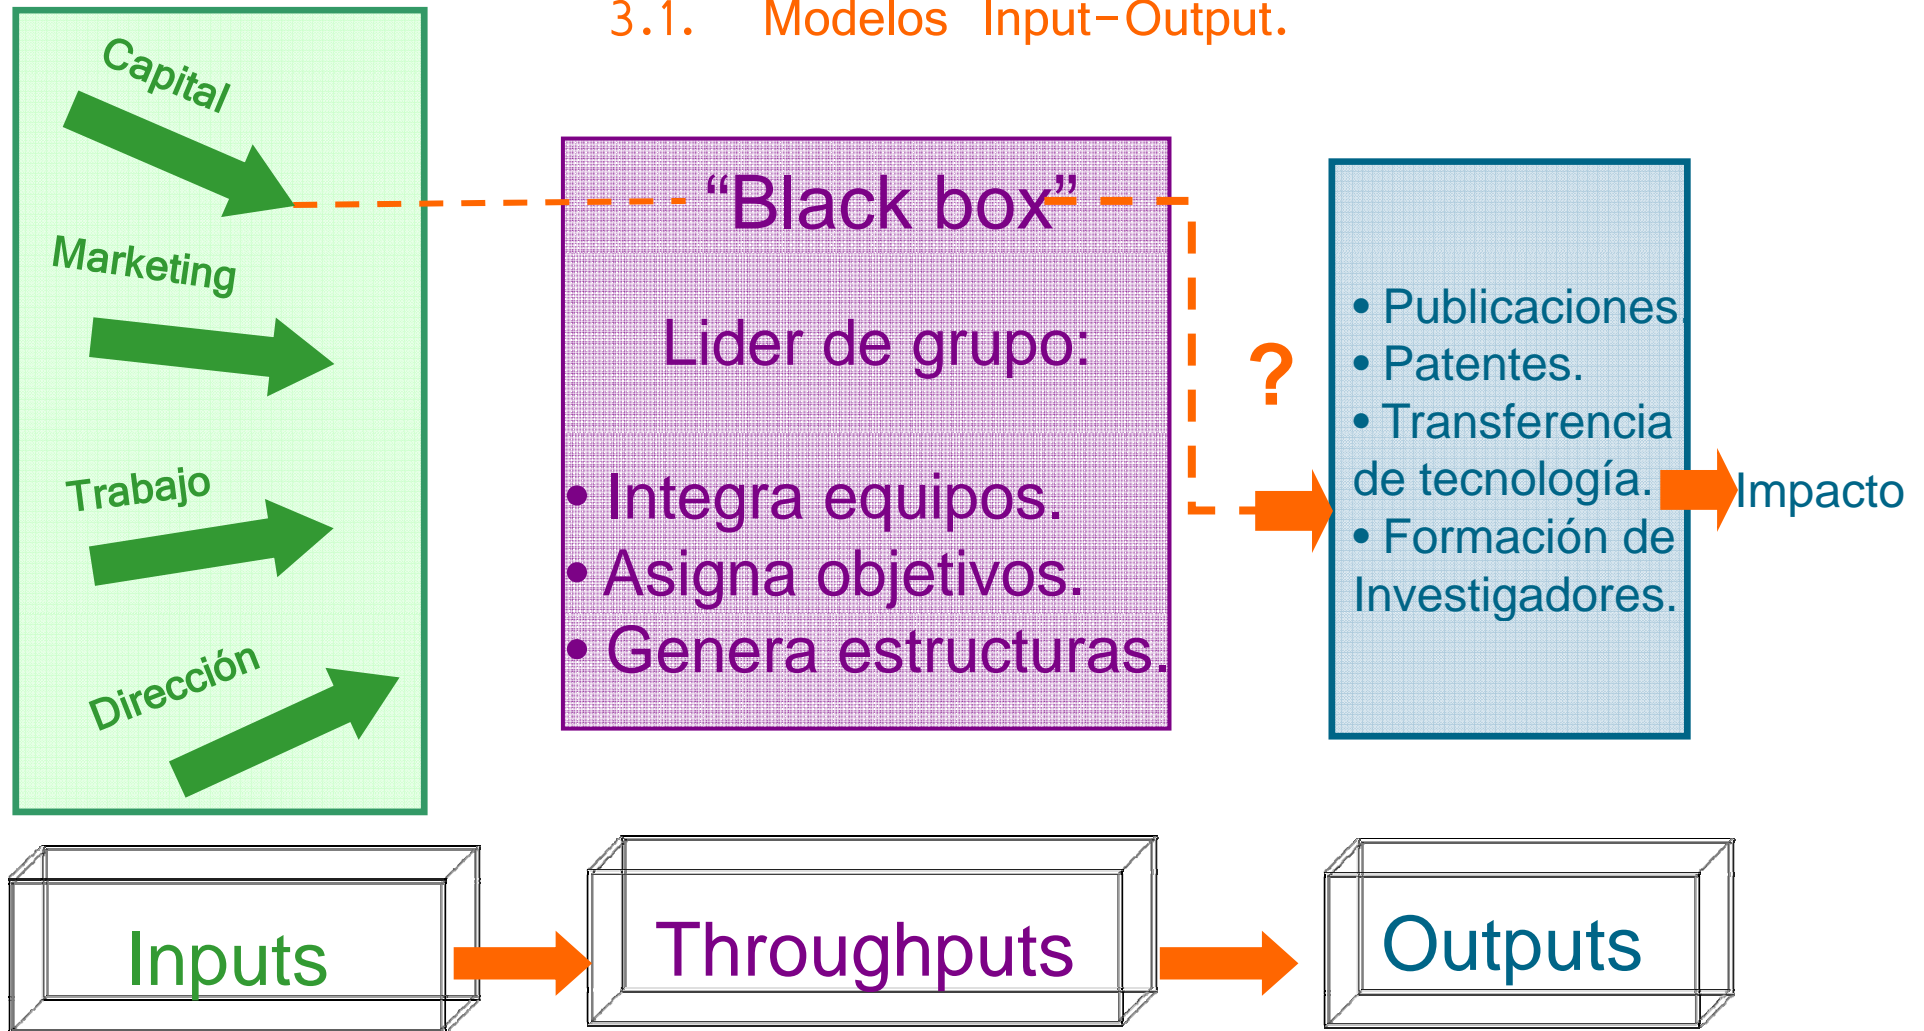 3.1. Modelos Input-Output.
Capital
Marketing
Trabajo
Dirección
“Black box”
Lider de grupo:
• Integra equipos.
• Asigna objetivos.
• Genera estructuras.
?
• Publicaciones.
• Patentes.
• Transferencia
de tecnología.
• Formación de
Investigadores.
Impacto
Inputs
Throughputs
Outputs